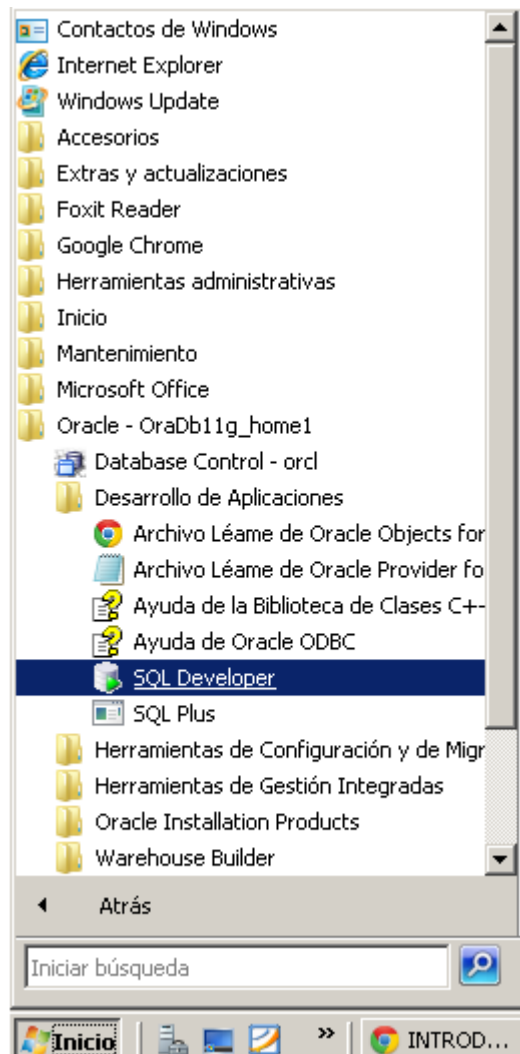 Contactos de Windows
Internet Explorer
Windows Update
Accesorios
Extras y actualizaciones
Foxit Reader
Google Chrome
Herramientas administrativas
Inicio
Mantenimiento
Microsoft Office
Oracle - OraDb11g_home1
Database Control - orcl
Desarrollo de Aplicaciones
Archivo Léame de Oracle Objects for
Archivo Léame de Oracle Provider fo
Ayuda de la Biblioteca de Clases C+-
Ayuda de Oracle ODBC
SQL Developer
SQL Plus
Herramientas de Configuración y de Migr
Herramientas de Gestión Integradas
Oracle Installation Products
Warehouse Builder
Atrás
Iniciar búsqueda
Inicio » INTROD...